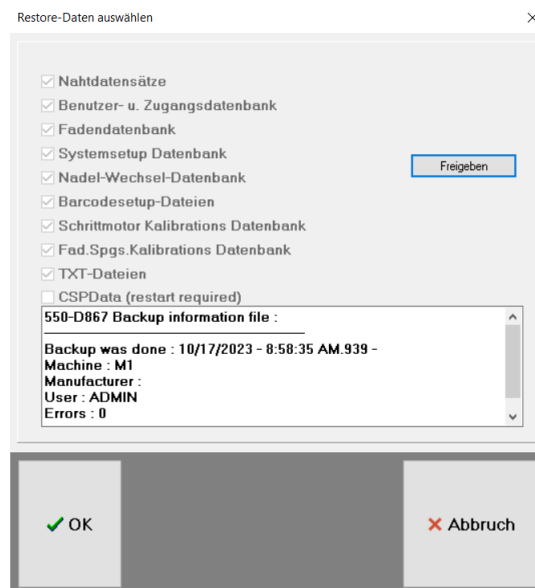 Restore-Daten auswählen
Nahtdatensätze
Benutzer- u. Zugangsdatenbank
Fadendatenbank
Systemsetup Datenbank
Freigeben
Nadel-Wechsel-Datenbank
Barcodesetup-Dateien
Schrittmotor Kalibrations Datenbank
Fad.Spgs.Kalibrations Datenbank
TXT-Dateien
CSPData (restart required)
550-D867 Backup information file :
Backup was done : 10/17/2023 - 8:58:35 AM.939 -
Machine : M1
Manufacturer :
User : ADMIN
Errors : 0
OK
Abbruch